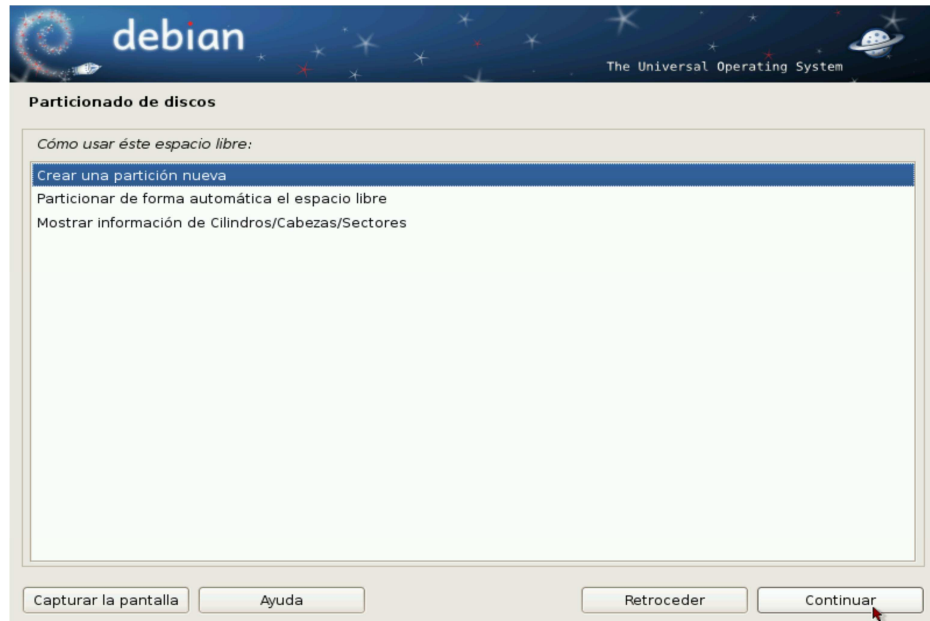 debian
The Universal Operating System
Particionado de discos
Cómo usar éste espacio libre:
Crear una partición nueva
Particionar de forma automática el espacio libre
Mostrar información de Cilindros/Cabezas/Sectores
Capturar la pantalla Ayuda Retroceder Continuar